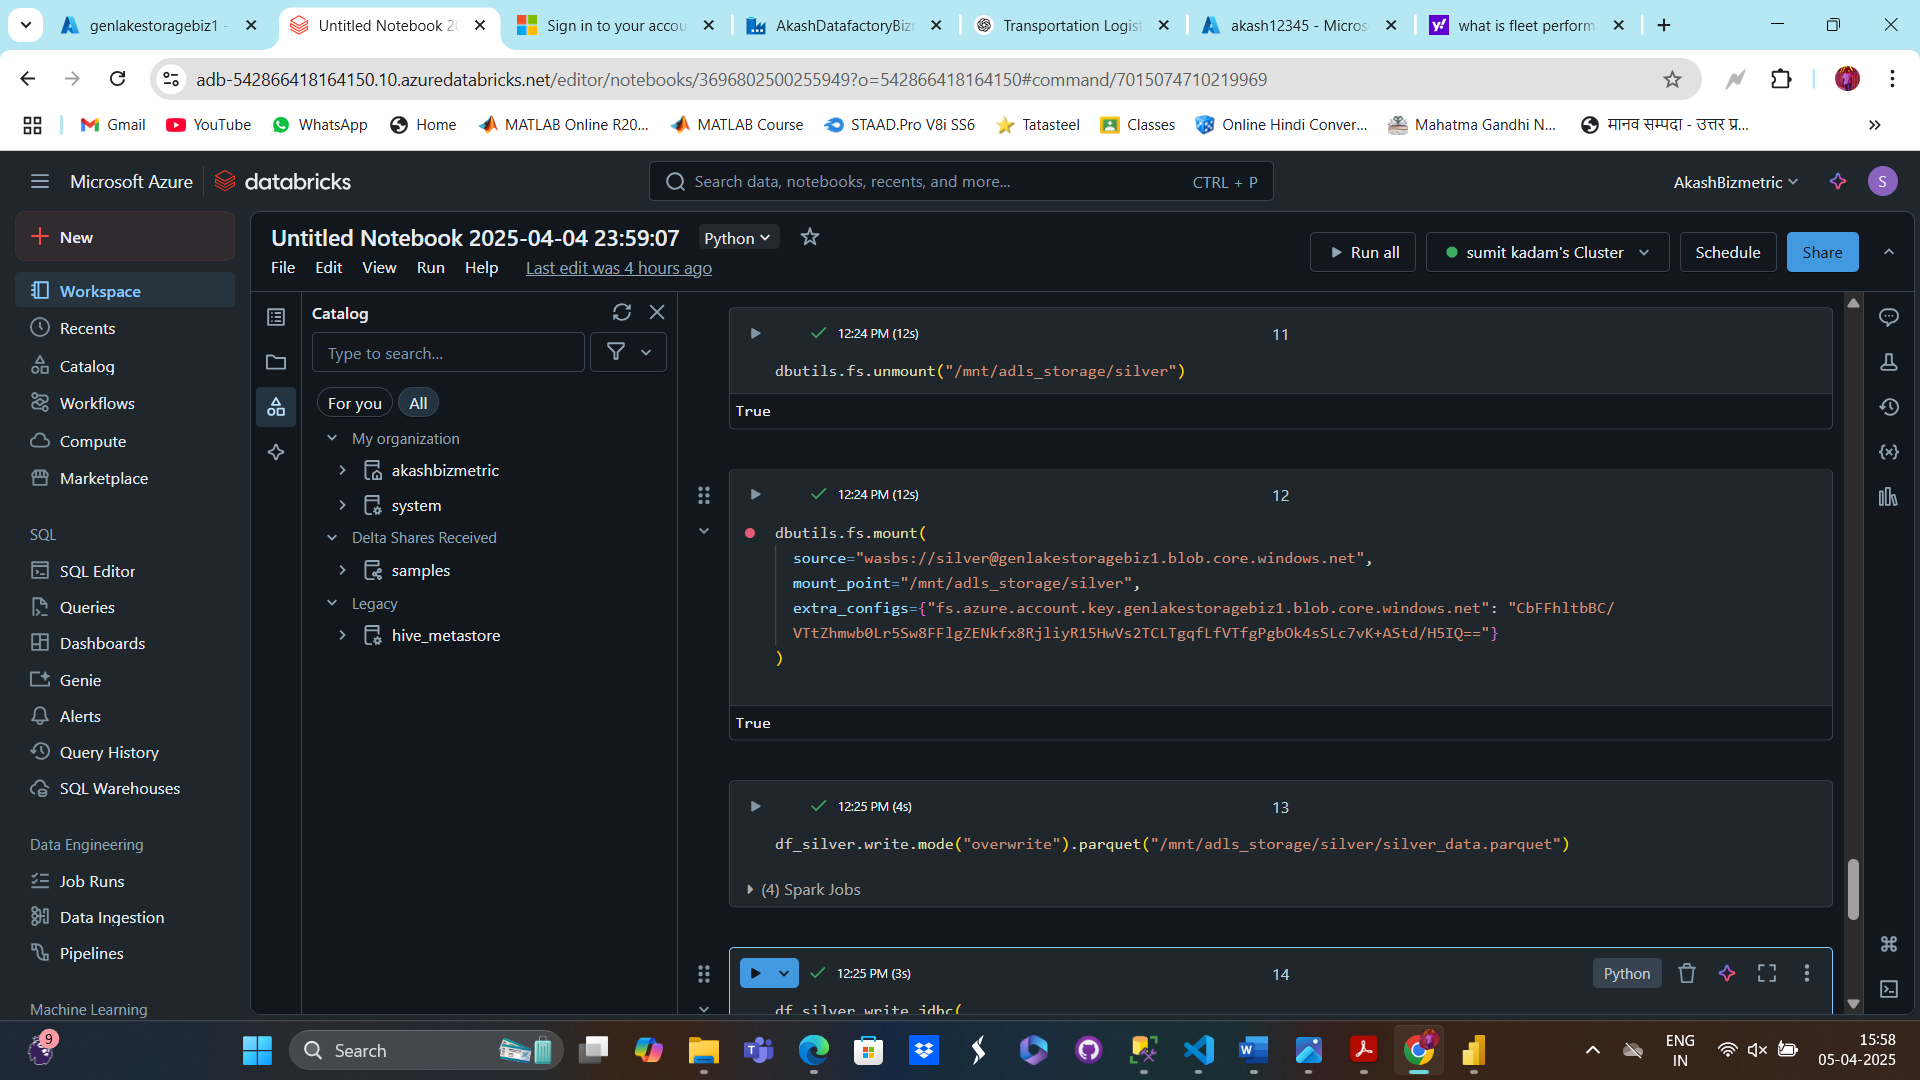 genlakestoragebiz1 -
Untitled Notebook 20
Sign in to your accou
AkashDatafactoryBizr
Transportation Logist
akash12345 - Micros
what is fleet perform
adb-542866418164150.10.azuredatabricks.net/editor/notebooks/3696802500255949?o=542866418164150#command/7015074710219969
Gmail
YouTube
WhatsApp
Home
MATLAB Online R20...
MATLAB Course
STAAD.Pro V8i SS6
Tatasteel
Classes
Online Hindi Conver...
Mahatma Gandhi N...
मानव सम्पदा - उत्तर प्र...
Microsoft Azure
databricks
Search data, notebooks, recents, and more...
CTRL + P
AkashBizmetric
S
New
Workspace
Recents
Catalog
Workflows
Compute
Marketplace
SQL
SQL Editor
Queries
Dashboards
Genie
Alerts
Query History
SQL Warehouses
Data Engineering
Job Runs
Data Ingestion
Pipelines
Machine Learning
Untitled Notebook 2025-04-04 23:59:07
Python
File Edit View Run Help
Last edit was 4 hours ago
Run all
sumit kadam's Cluster
Schedule
Share
Catalog
Type to search...
For you
All
My organization
akashbizmetric
system
Delta Shares Received
samples
Legacy
hive_metastore
12:24 PM (12s)
11
dbutils.fs.unmount("/mnt/adls_storage/silver")
True
12:24 PM (12s)
12
dbutils.fs.mount(
source="wasbs://silver@genlakestoragebiz1.blob.core.windows.net",
mount_point="/mnt/adls_storage/silver",
extra_configs={"fs.azure.account.key.genlakestoragebiz1.blob.core.windows.net": "CbFFhltbBC/
VTtZhmwb0Lr5Sw8FFlgZENkfx8RjliyR15HwVs2TCLTgqfLfVTfgPgbOk4sSLc7vK+AStd/H5IQ=="}
)
True
12:25 PM (4s)
13
df_silver.write.mode("overwrite").parquet("/mnt/adls_storage/silver/silver_data.parquet")
(4) Spark Jobs
12:25 PM (3s)
14
Python
df_silver.write.jdbc(
9
Search
ENG
IN
15:58
05-04-2025